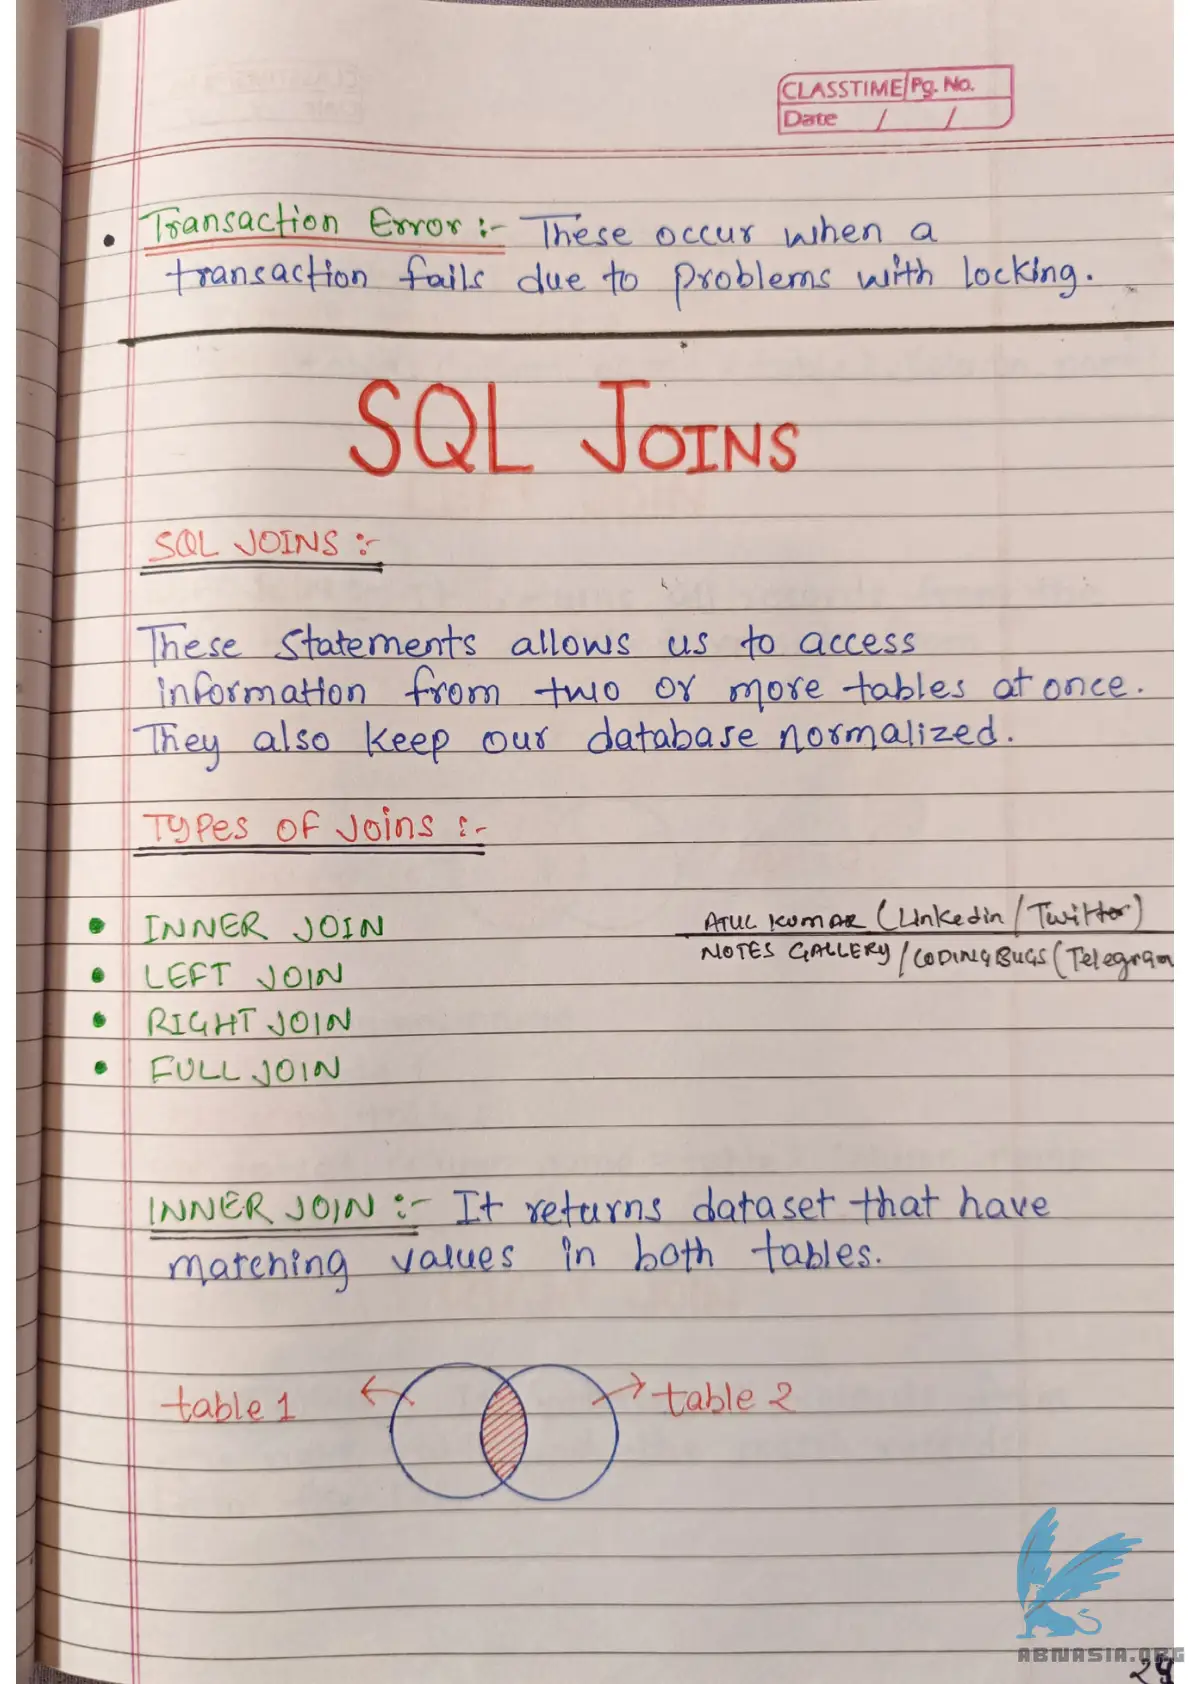 CLASSTIME Pg. No.
Date / /
Transaction Error :- These occur when a
transaction fails due to problems with locking.
SQL JOINS
SQL JOINS :-
These statements allows us to access
information from two or more tables at once.
They also keep our database normalized.
Types of Joins :-
INNER JOIN
LEFT JOIN
RIGHT JOIN
FULL JOIN
ATUL KUMAR (LinkedIn / Twitter)
NOTES GALLERY / CODING BUGS (Telegram
INNER JOIN :- It returns dataset that have
matching values in both tables.
table 1
table 2
ABNASIA.ORG